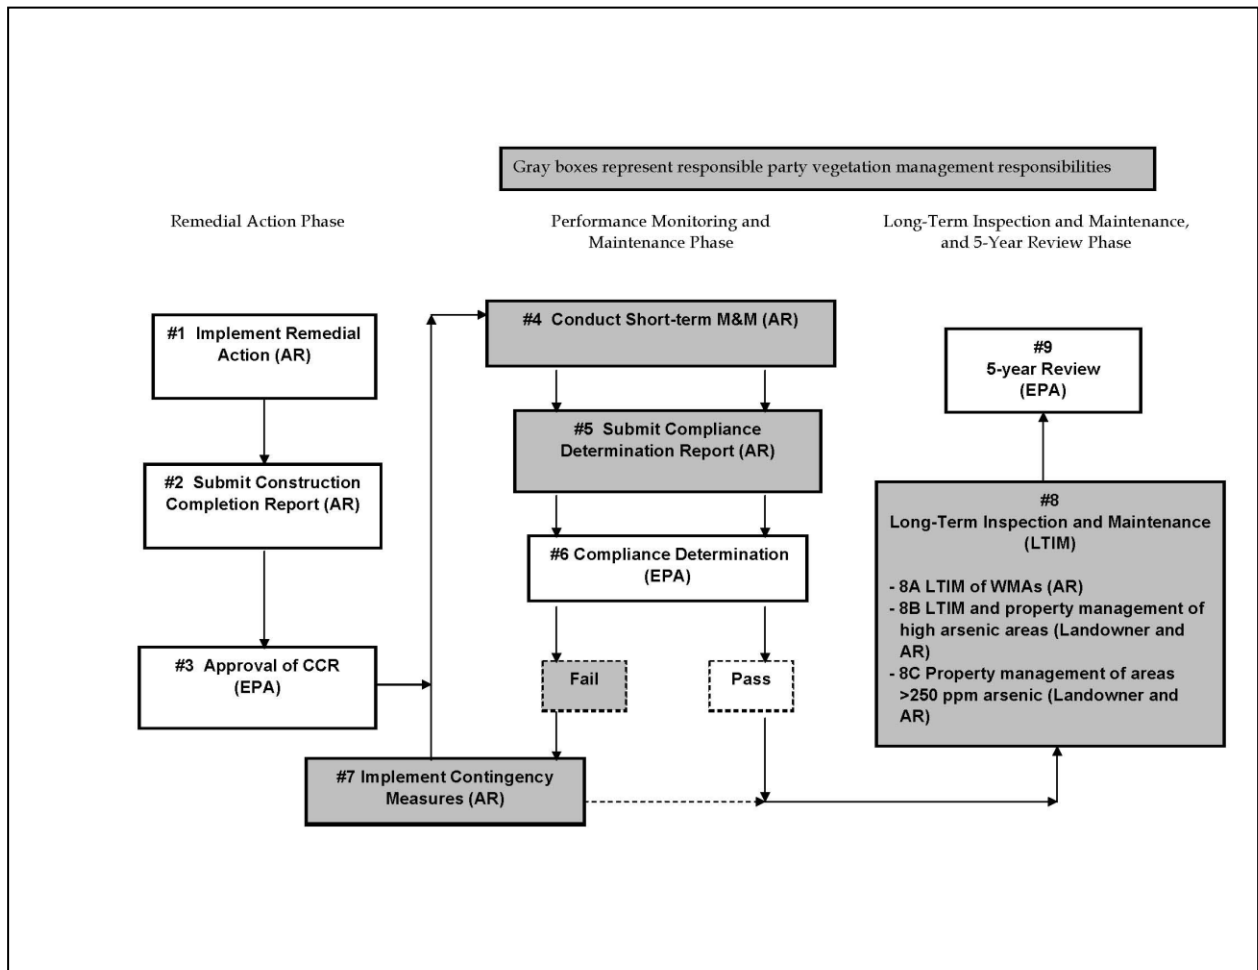 Gray boxes represent responsible party vegetation management responsibilities
Remedial Action Phase
Performance Monitoring and
Maintenance Phase
Long-Term Inspection and Maintenance,
and 5-Year Review Phase
#1 Implement Remedial
Action (AR)
#2 Submit Construction
Completion Report (AR)
#3 Approval of CCR
(EPA)
#4 Conduct Short-term M&M (AR)
#5 Submit Compliance
Determination Report (AR)
#6 Compliance Determination
(EPA)
Fail
Pass
#7 Implement Contingency
Measures (AR)
#9
5-year Review
(EPA)
#8
Long-Term Inspection and Maintenance
(LTIM)
- 8A LTIM of WMAs (AR)
- 8B LTIM and property management of
high arsenic areas (Landowner and
AR)
- 8C Property management of areas
>250 ppm arsenic (Landowner and
AR)